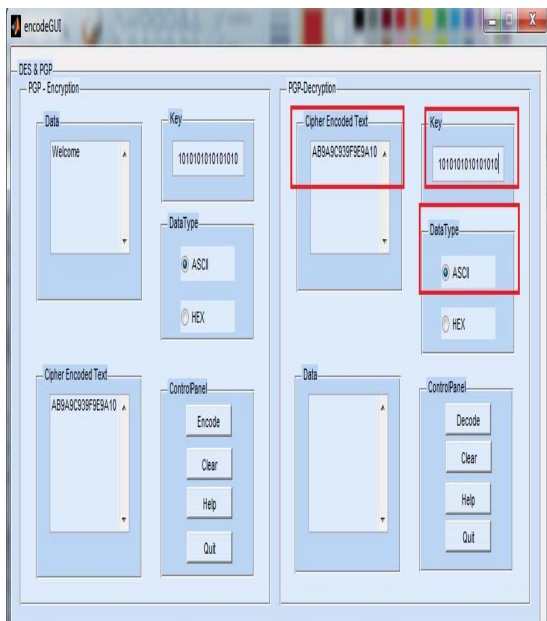 encodeGUI
X
DES & PGP
PGP - Encryption
Data
Welcome
Key
1010101010101010
DataType
ASCII
HEX
Cipher Encoded Text
AB9A9C939F9E9A10
ControlPanel
Encode
Clear
Help
Quit
PGP-Decryption
Cipher Encoded Text
AB9A9C939F9E9A10
Key
1010101010101010
DataType
ASCII
HEX
Data
ControlPanel
Decode
Clear
Help
Quit